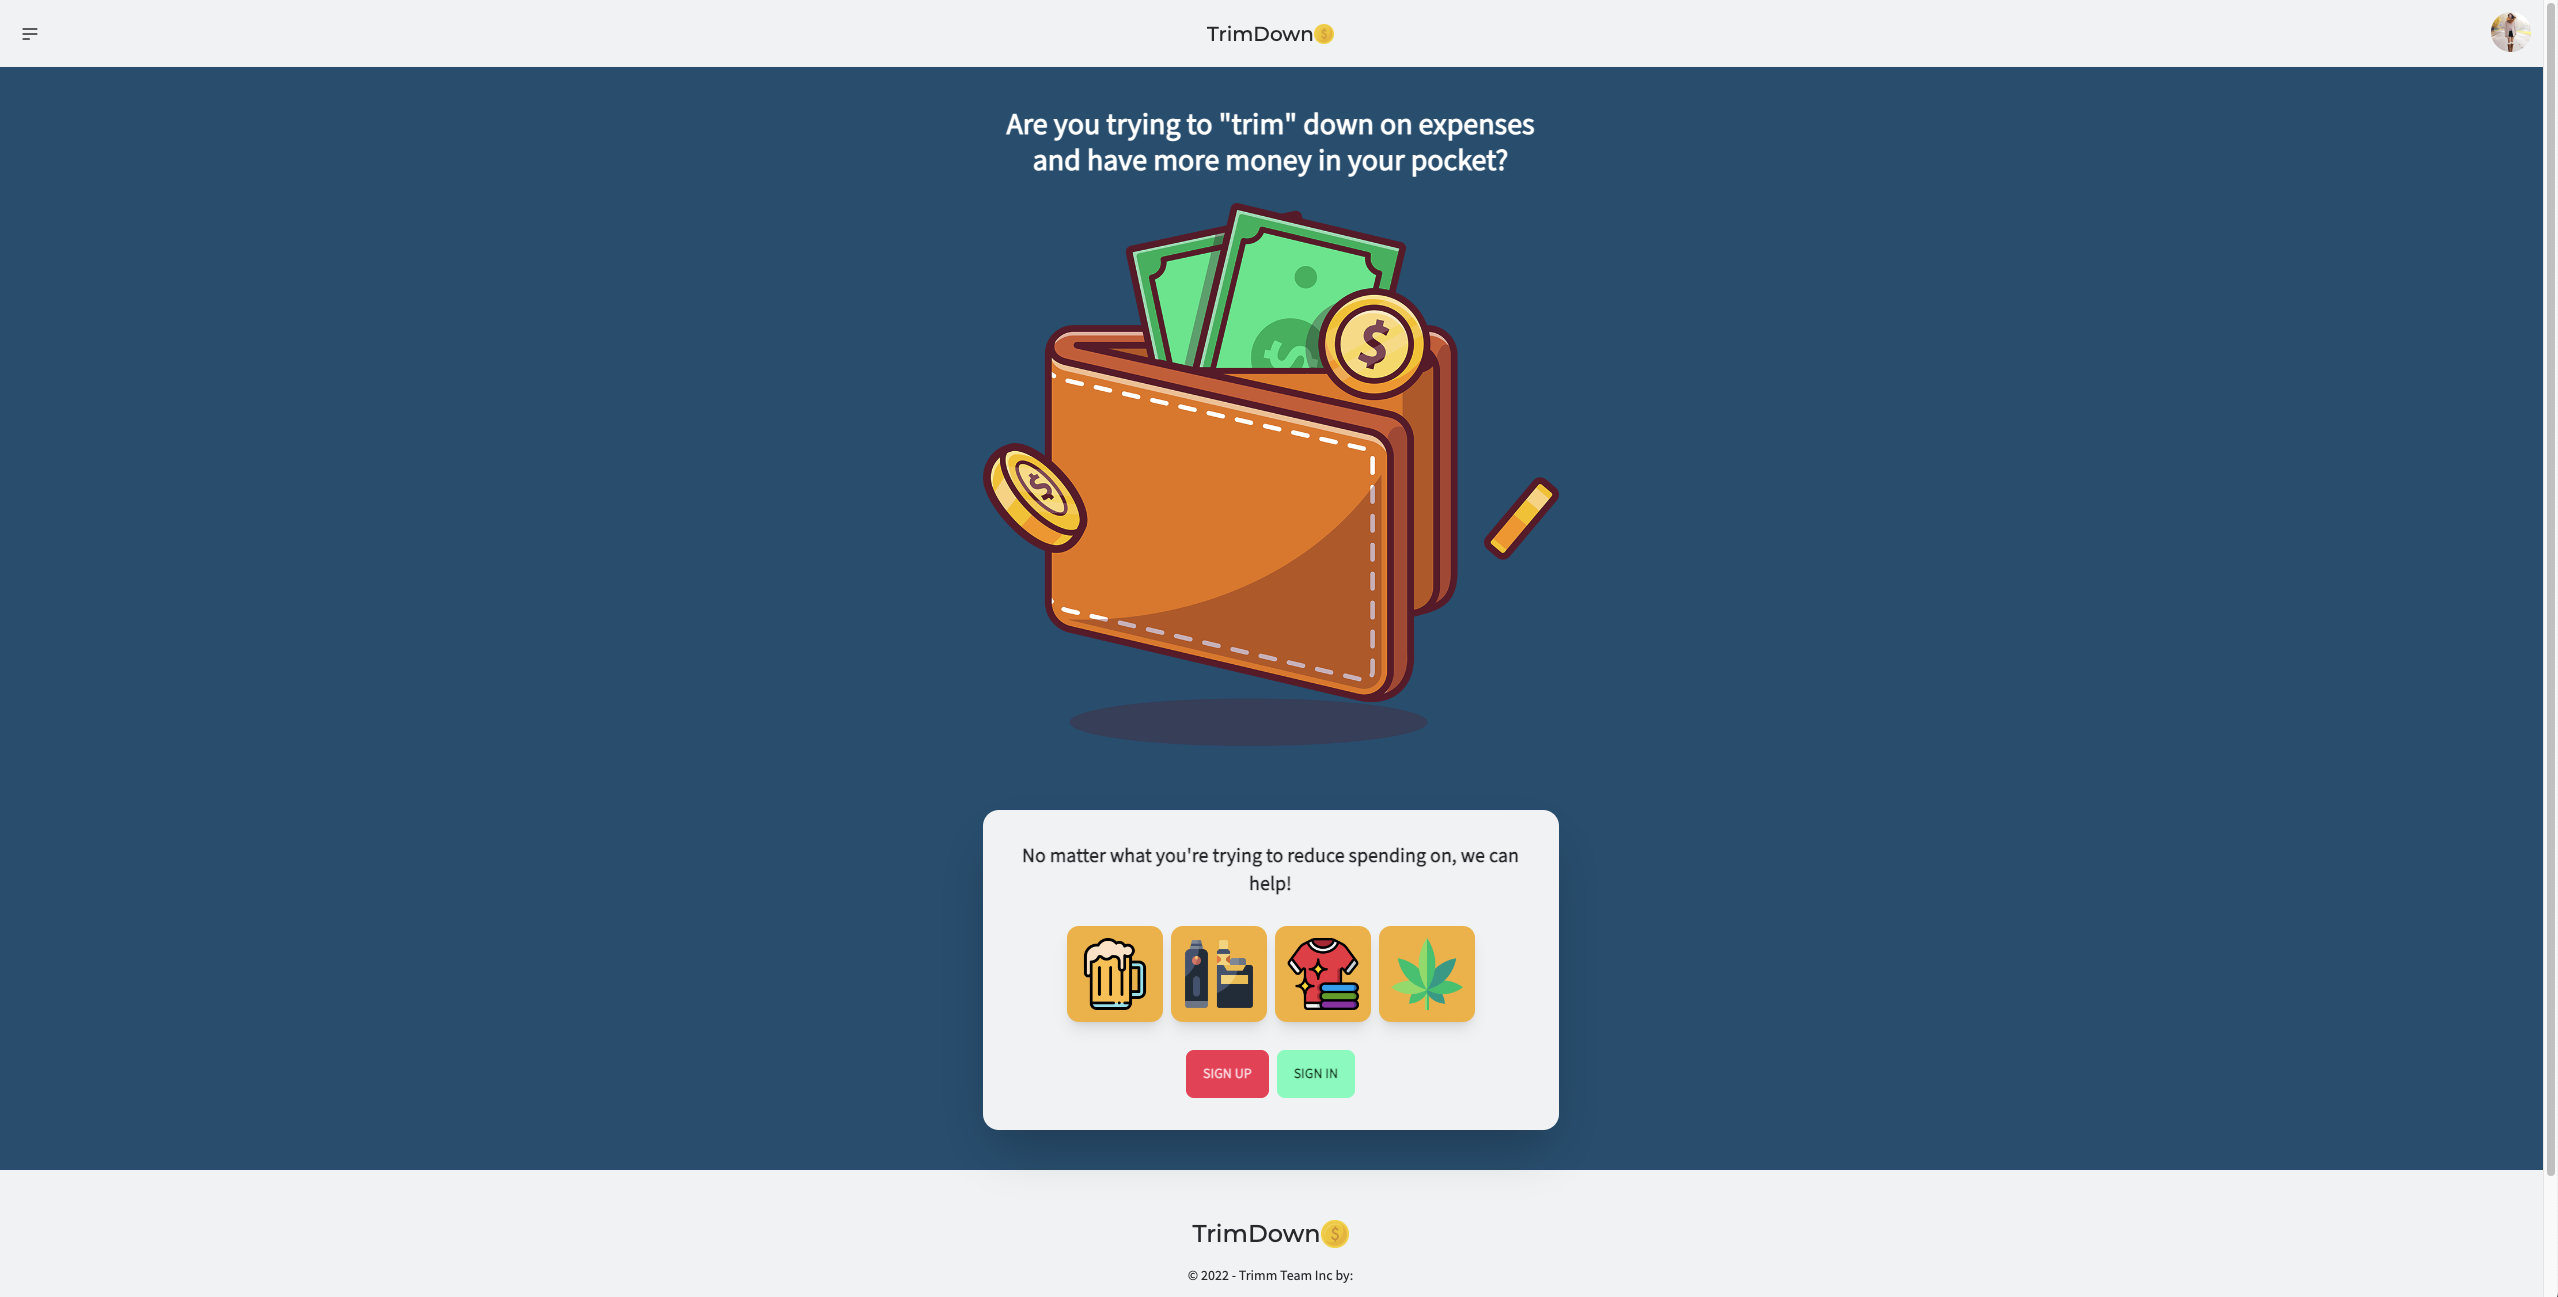 TrimDown
Are you trying to "trim" down on expenses
and have more money in your pocket?
$
$
$
No matter what you're trying to reduce spending on, we can
help!
SIGN UP
SIGN IN
TrimDown
© 2022 - Trimm Team Inc by: